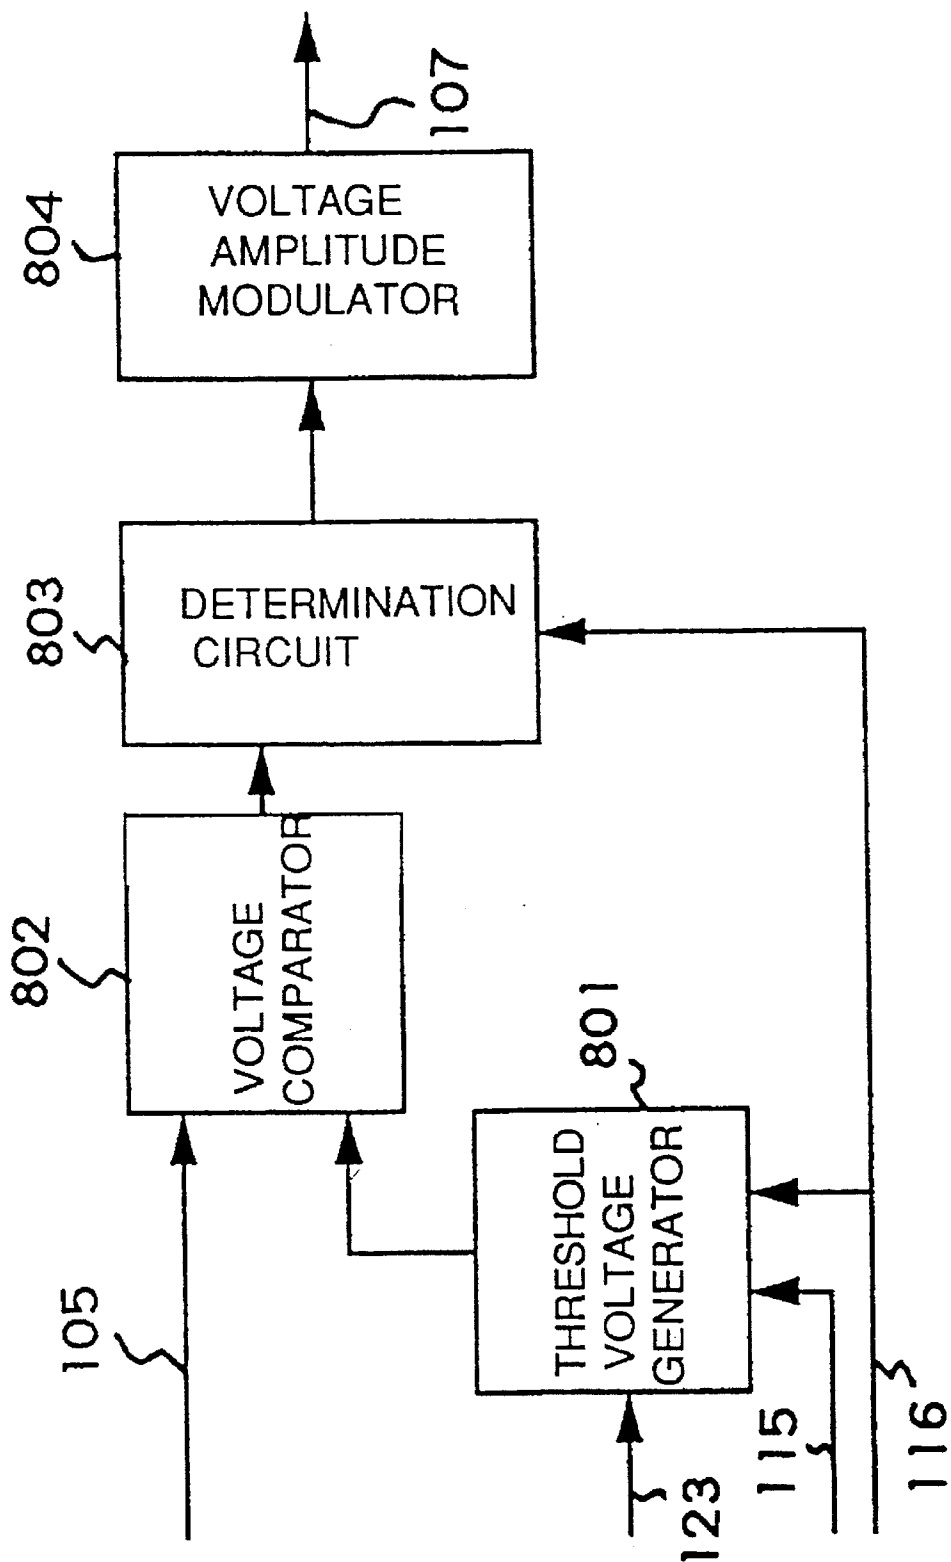 107
804
VOLTAGE
AMPLITUDE
MODULATOR
803
DETERMINATION
CIRCUIT
802
VOLTAGE
COMPARATOR
801
THRESHOLD
VOLTAGE
GENERATOR
105
123
115
116